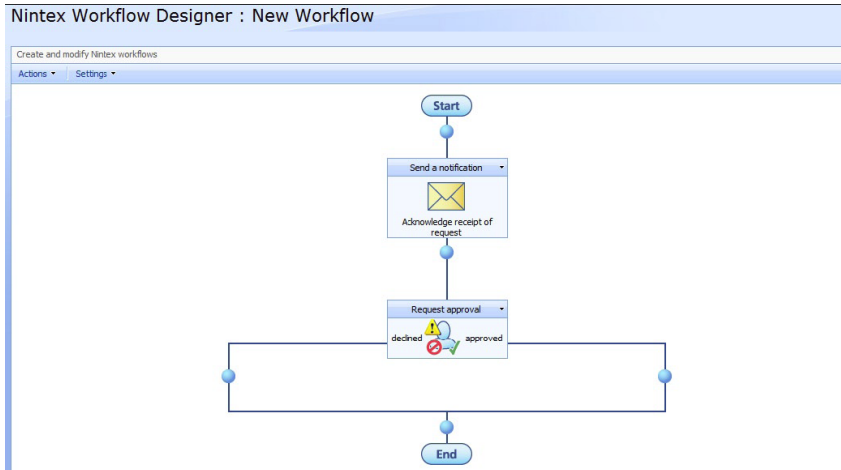 Nintex Workflow Designer : New Workflow
Create and modify Nintex workflows
Actions Settings
Start
Send a notification
Acknowledge receipt of
request
Request approval
declined approved
End